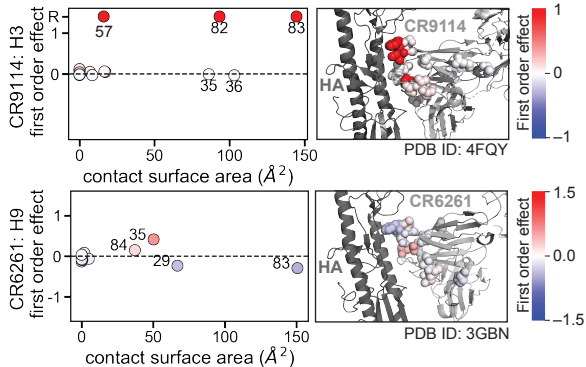 CR9114: H3
first order effect
R
1
0
57
82
83
35
36
0
50
100
150
contact surface area (Å²)
HA
CR9114
PDB ID: 4FQY
First order effect
1
0
−1
CR6261: H9
first order effect
1
0
-1
84
35
29
83
0
50
100
150
contact surface area (Å²)
HA
CR6261
PDB ID: 3GBN
First order effect
1.5
0
−1.5